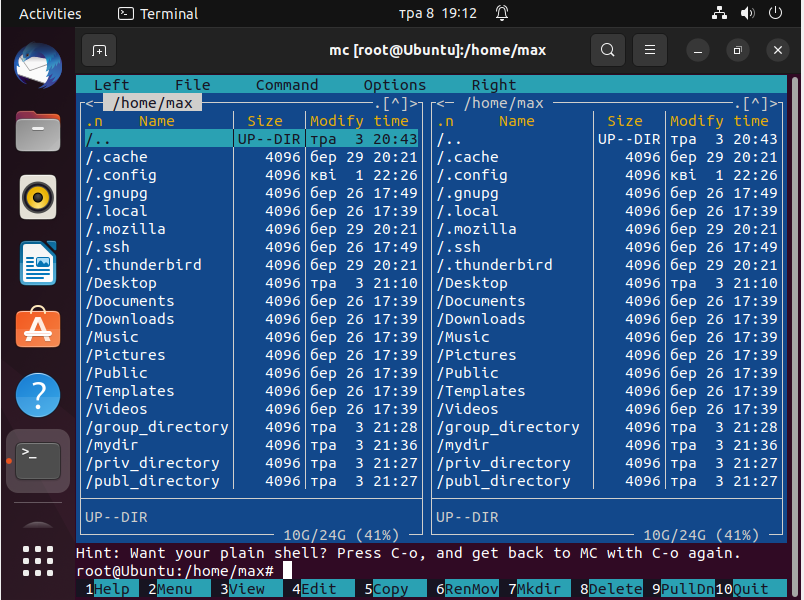 Activities Terminal тра 8 19:12
mc [root@Ubuntu]:/home/max
Left File Command Options Right
<- /home/max .[^]> <- /home/max .[^]>
.n Name Size Modify time .n Name Size Modify time
/.. UP--DIR тра 3 20:43 /.. UP--DIR тра 3 20:43
/.cache 4096 бер 29 20:21 /.cache 4096 бер 29 20:21
/.config 4096 кві 1 22:26 /.config 4096 кві 1 22:26
/.gnupg 4096 бер 26 17:49 /.gnupg 4096 бер 26 17:49
/.local 4096 бер 26 17:39 /.local 4096 бер 26 17:39
/.mozilla 4096 бер 29 20:21 /.mozilla 4096 бер 29 20:21
/.ssh 4096 бер 26 17:49 /.ssh 4096 бер 26 17:49
/.thunderbird 4096 бер 29 20:21 /.thunderbird 4096 бер 29 20:21
/Desktop 4096 тра 3 21:10 /Desktop 4096 тра 3 21:10
/Documents 4096 бер 26 17:39 /Documents 4096 бер 26 17:39
/Downloads 4096 бер 26 17:39 /Downloads 4096 бер 26 17:39
/Music 4096 бер 26 17:39 /Music 4096 бер 26 17:39
/Pictures 4096 бер 26 17:39 /Pictures 4096 бер 26 17:39
/Public 4096 бер 26 17:39 /Public 4096 бер 26 17:39
/Templates 4096 бер 26 17:39 /Templates 4096 бер 26 17:39
/Videos 4096 бер 26 17:39 /Videos 4096 бер 26 17:39
/group_directory 4096 тра 3 21:28 /group_directory 4096 тра 3 21:28
/mydir 4096 тра 3 21:36 /mydir 4096 тра 3 21:36
/priv_directory 4096 тра 3 21:27 /priv_directory 4096 тра 3 21:27
/publ_directory 4096 тра 3 21:27 /publ_directory 4096 тра 3 21:27
UP--DIR UP--DIR
10G/24G (41%) 10G/24G (41%)
Hint: Want your plain shell? Press C-o, and get back to MC with C-o again.
root@Ubuntu:/home/max#
1Help 2Menu 3View 4Edit 5Copy 6RenMov 7Mkdir 8Delete 9PullDn 10Quit